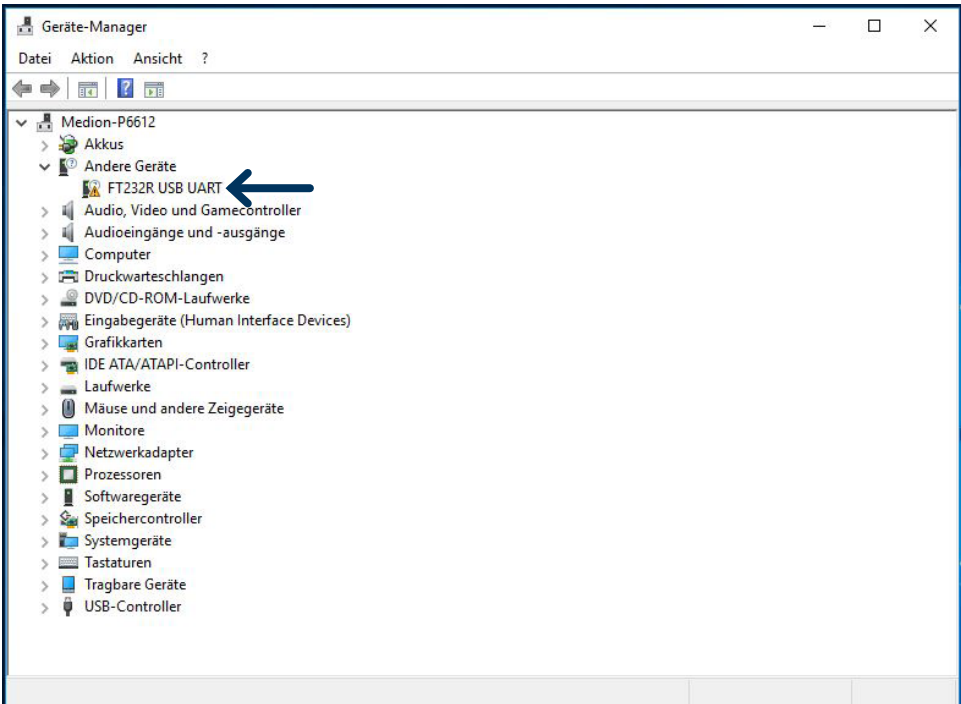 Geräte-Manager
Datei Aktion Ansicht ?
Medion-P6612
Akkus
Andere Geräte
FT232R USB UART
Audio, Video und Gamecontroller
Audioeingänge und -ausgänge
Computer
Druckwarteschlangen
DVD/CD-ROM-Laufwerke
Eingabegeräte (Human Interface Devices)
Grafikkarten
IDE ATA/ATAPI-Controller
Laufwerke
Mäuse und andere Zeigegeräte
Monitore
Netzwerkadapter
Prozessoren
Softwaregeräte
Speichercontroller
Systemgeräte
Tastaturen
Tragbare Geräte
USB-Controller